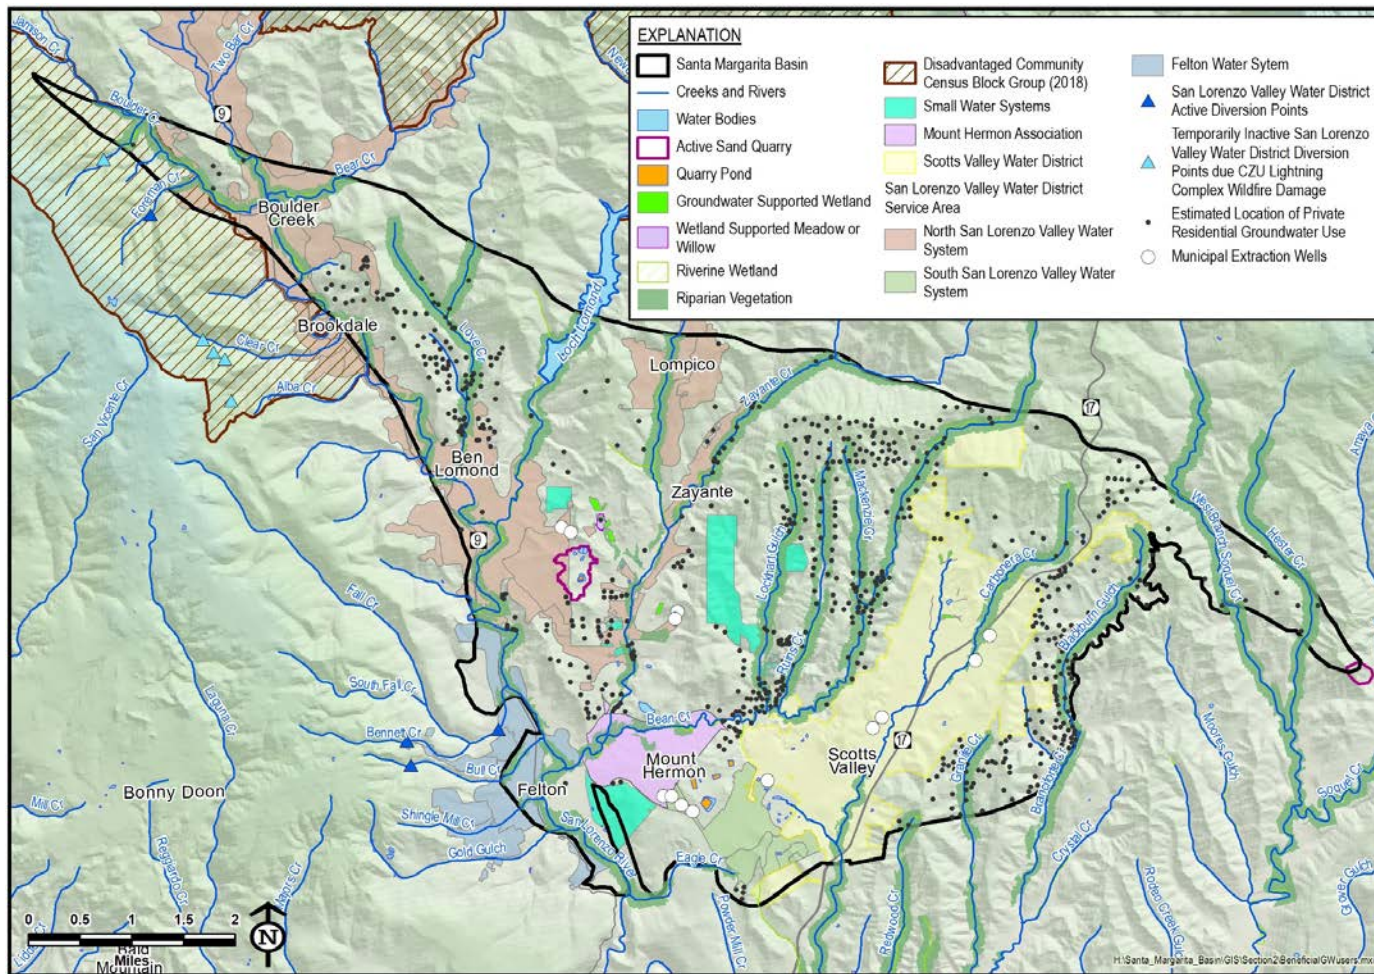 EXPLANATION
Santa Margarita Basin
Creeks and Rivers
Water Bodies
Active Sand Quarry
Quarry Pond
Groundwater Supported Wetland
Wetland Supported Meadow or
Willow
Riverine Wetland
Riparian Vegetation
Disadvantaged Community
Census Block Group (2018)
Small Water Systems
Mount Hermon Association
Scotts Valley Water District
San Lorenzo Valley Water District
Service Area
North San Lorenzo Valley Water
System
South San Lorenzo Valley Water
System
Felton Water Sytem
San Lorenzo Valley Water District
Active Diversion Points
Temporarily Inactive San Lorenzo
Valley Water District Diversion
Points due CZU Lightning
Complex Wildfire Damage
Estimated Location of Private
Residential Groundwater Use
Municipal Extraction Wells
Jamison Cr
Two Bar Cr
9
Boulder Cr
Bear Cr
Foreman Cr
Boulder
Creek
Brookdale
Clear Cr
Alba Cr
Love Cr
Loch Lomond
Lompico
Zayante Cr
17
San Vicente Cr
Ben
Lomond
Zayante
9
Mackenzie Cr
Lockhart Gulch
Ruins Cr
Carbonera Cr
Blackburn Gulch
West Branch Soquel Cr
Hester Cr
Fall Cr
South Fall Cr
Laguna Cr
Bennet Cr
Bull Cr
Bean Cr
Mount
Hermon
Scotts
Valley
17
Granite Cr
Branciforte Cr
Moores Gulch
Soquel Cr
Bonny Doon
Felton
Mill Cr
Shingle Mill Cr
Gold Gulch
San Lorenzo River
Eagle Cr
Reggiardo Cr
Powder Mill Cr
Redwood Cr
Crystal Cr
Rodeo Creek Gulch
Glover Gulch
0 0.5 1 1.5 2
Miles
Bald
Mountain
N
H:\Santa_Margarita_Basin\GIS\Section2\BeneficialGWusers.mx